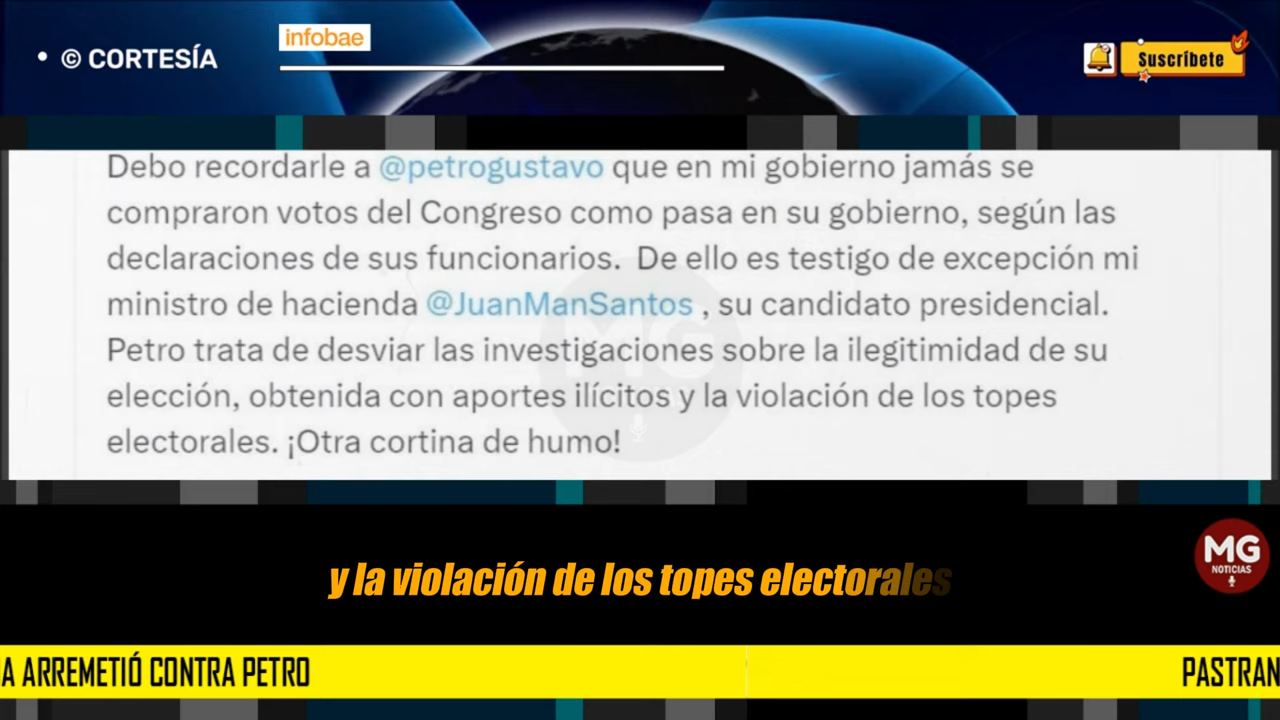 © CORTESÍA
infobae
Suscríbete
Debo recordarle a @petrogustavo que en mi gobierno jamás se
compraron votos del Congreso como pasa en su gobierno, según las
declaraciones de sus funcionarios. De ello es testigo de excepción mi
ministro de hacienda @JuanManSantos , su candidato presidencial.
Petro trata de desviar las investigaciones sobre la ilegitimidad de su
elección, obtenida con aportes ilícitos y la violación de los topes
electorales. ¡Otra cortina de humo!
y la violación de los topes electorales
MG
NOTICIAS
A ARREMETIÓ CONTRA PETRO
PASTRAN